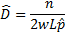 D̂ = n / 2wLp̂